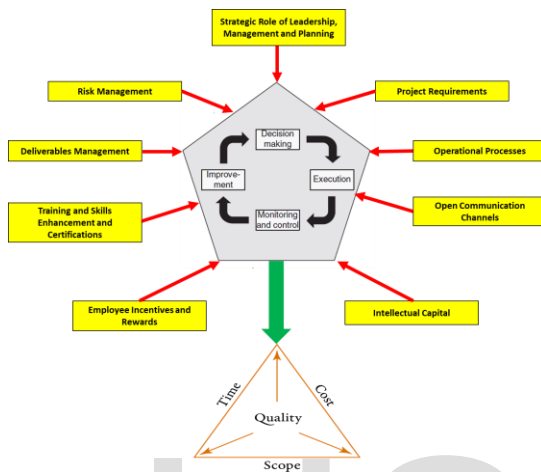 Strategic Role of Leadership,
Management and Planning
Risk Management
Project Requirements
Deliverables Management
Operational Processes
Decision
making
Improve-
ment
Execution
Monitoring
and control
Training and Skills
Enhancement and
Certifications
Open Communication
Channels
Employee Incentives and
Rewards
Intellectual Capital
Time
Cost
Quality
Scope